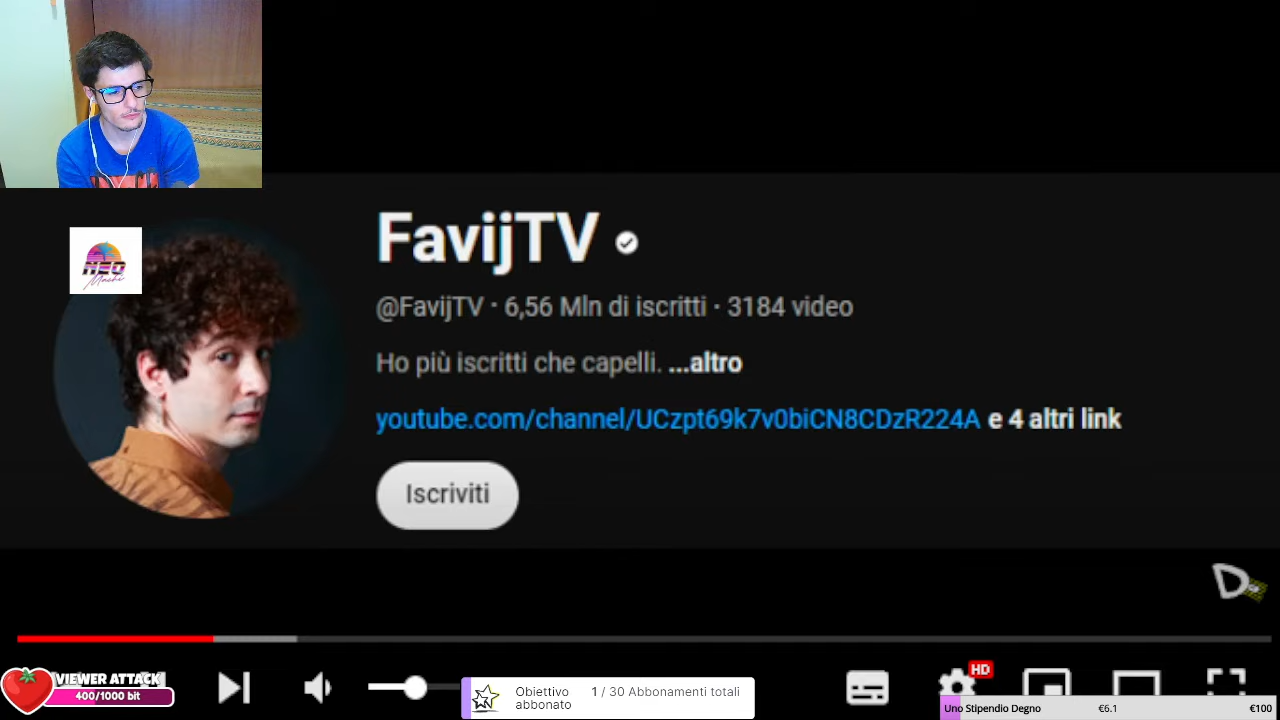 FavijTV
NEO
Machi
@FavijTV · 6,56 Mln di iscritti · 3184 video
Ho più iscritti che capelli. ...altro
youtube.com/channel/UCzpt69k7v0biCN8CDzR224A e 4 altri link
Iscriviti
D
HD
VIEWER ATTACK
400/1000 bit
Obiettivo abbonato
1 / 30 Abbonamenti totali
Uno Stipendio Degno €6.1 €100